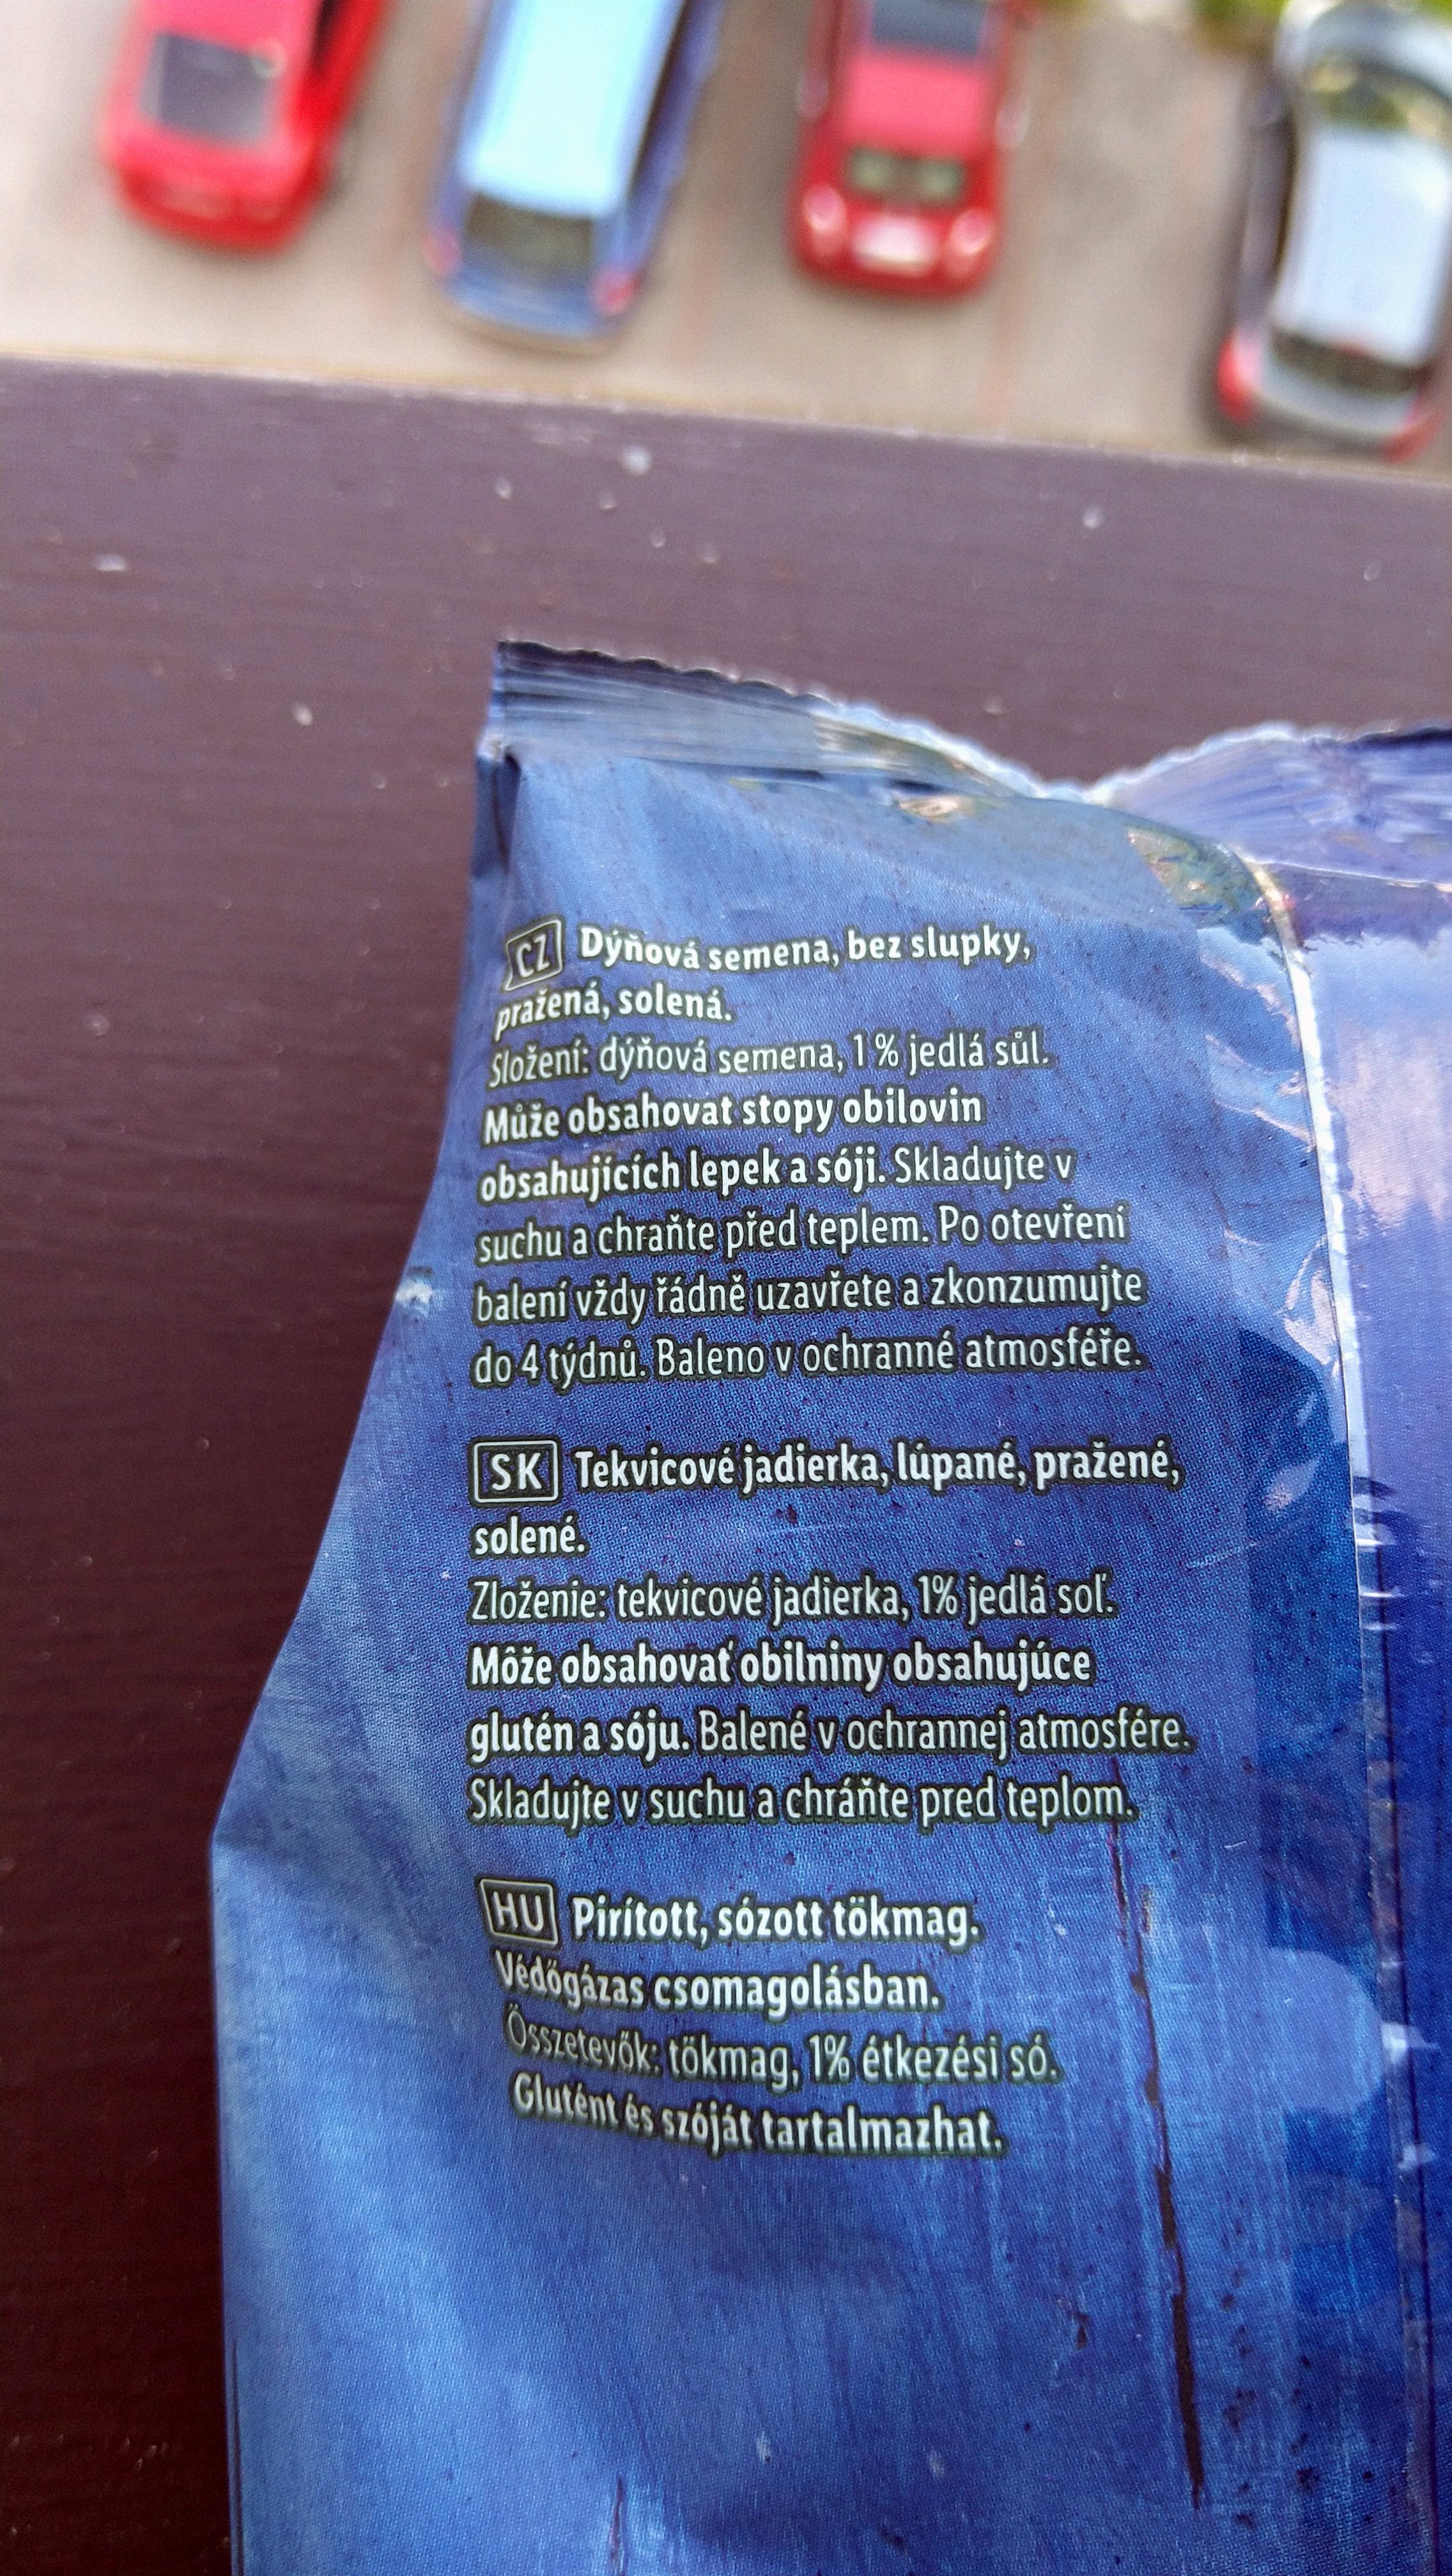 CZ Dýňová semena, bez slupky,
pražená, solená.
Složení: dýňová semena, 1% jedlá sůl.
Může obsahovat stopy obilovin
obsahujících lepek a sóji. Skladujte v
suchu a chraňte před teplem. Po otevření
balení vždy řádně uzavřete a zkonzumujte
do 4 týdnů. Baleno v ochranné atmosféře.
SK Tekvicové jadierka, lúpané, pražené,
solené.
Zloženie: tekvicové jadierka, 1% jedlá soľ.
Môže obsahovať obilniny obsahujúce
glutén a sóju. Balené v ochrannej atmosfére.
Skladujte v suchu a chráňte pred teplom.
HU Pirított, sózott tökmag.
Védőgázas csomagolásban.
Összetevők: tökmag, 1% étkezési só.
Glutént és szóját tartalmazhat.